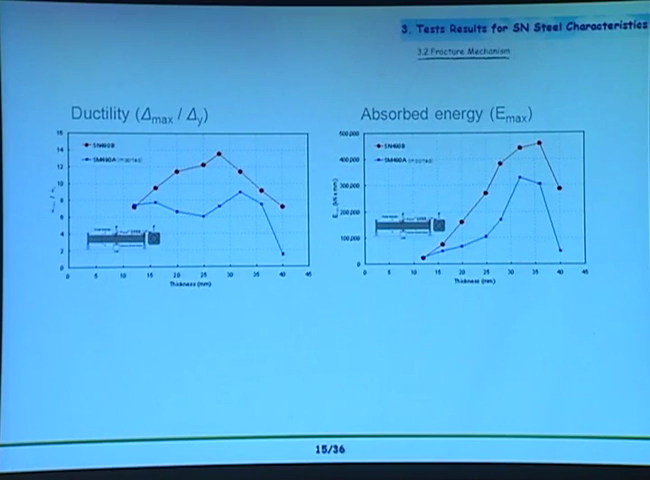 3. Tests Results for SN Steel Characteristics
3.2 Fracture Mechanism
Ductility (Δmax / Δy)
Absorbed energy (Emax)
16
14
12
10
8
6
4
2
0
SN490B
0 5 10 15 20 25 30 35 40 45
Thickness (mm)
500,000
400,000
300,000
200,000
100,000
0
SN490B
0 5 10 15 20 25 30 35 40 45
Thickness (mm)
15/36